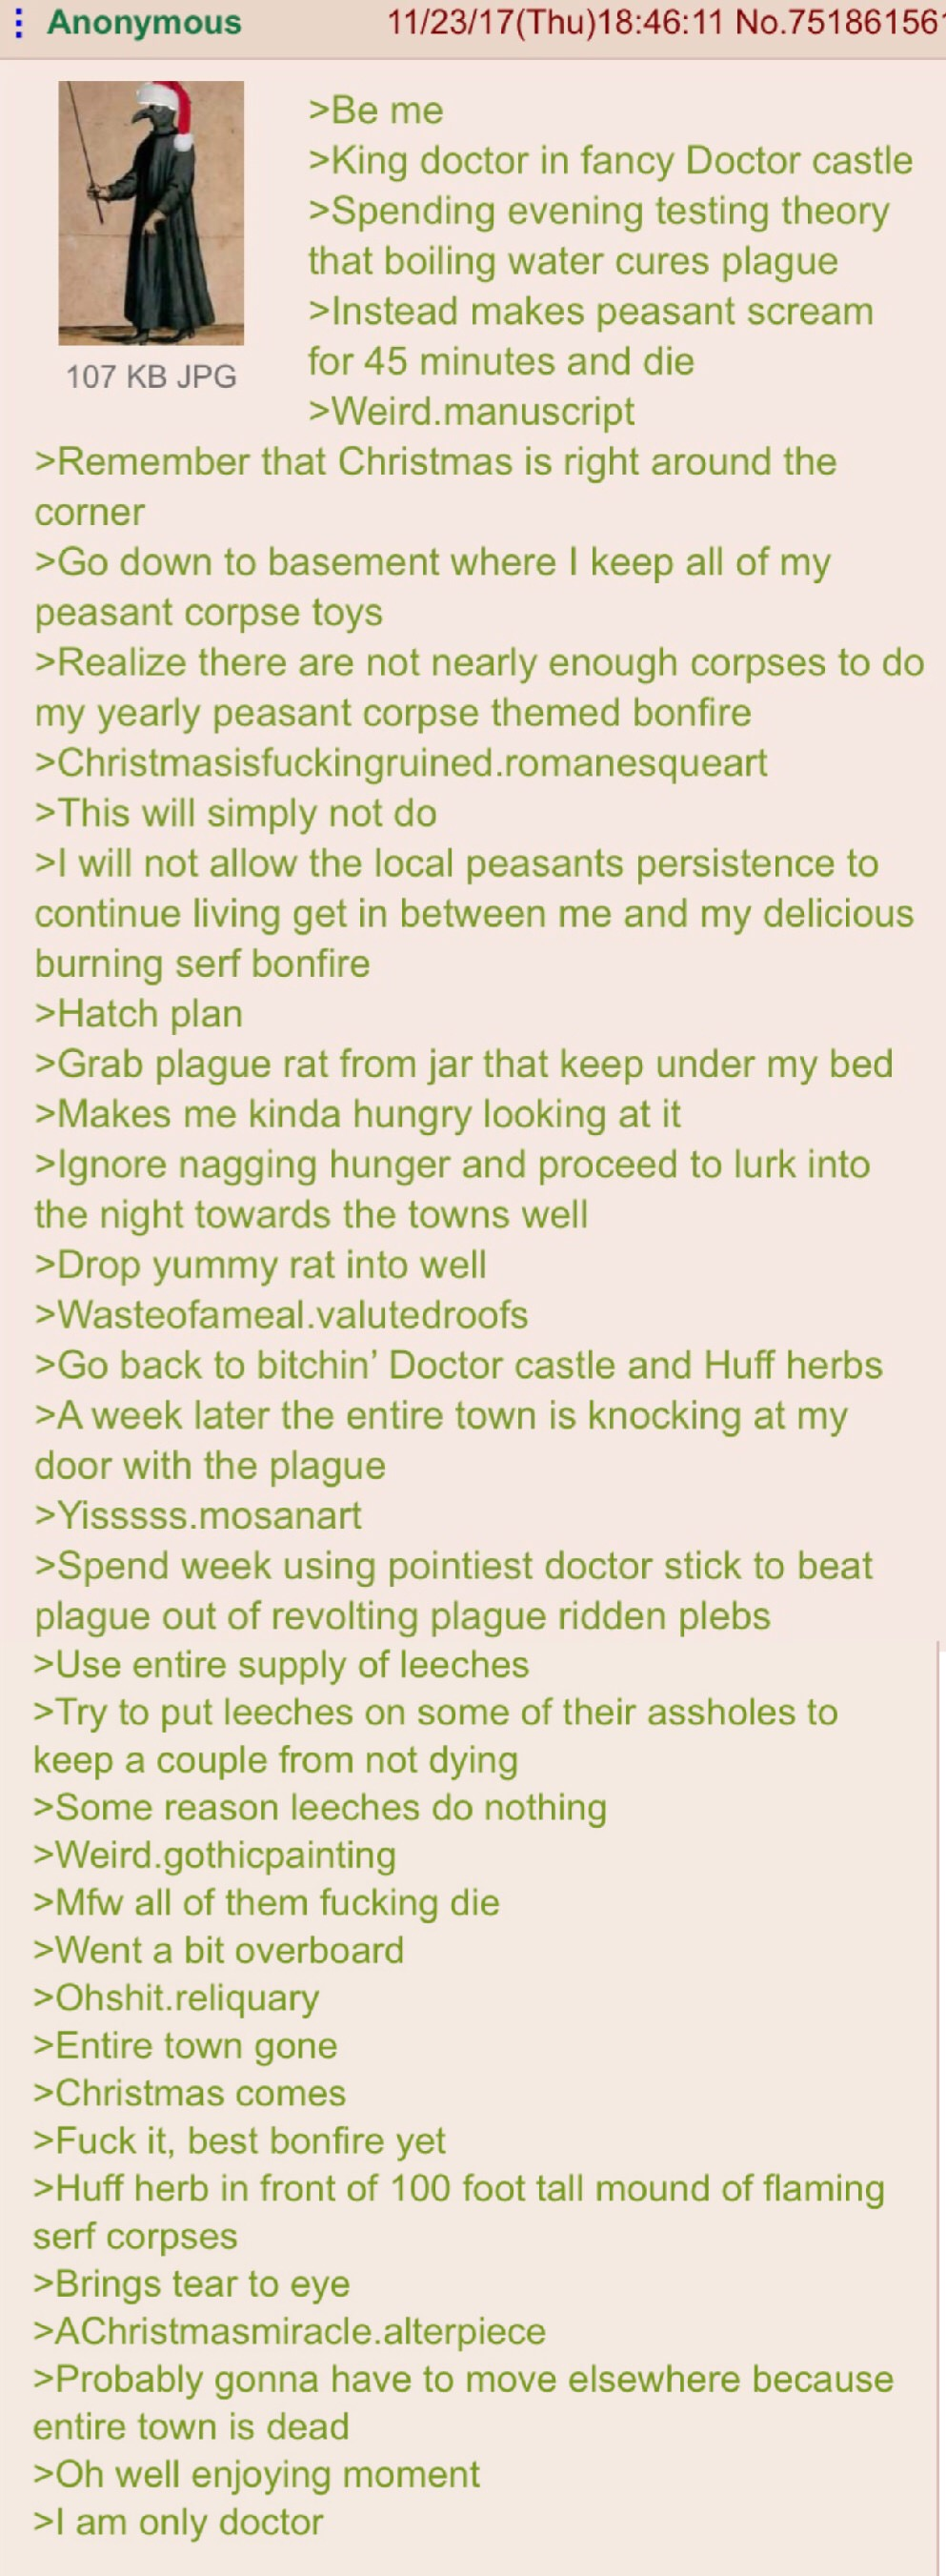 Anonymous 11/23/17(Thu)18:46:11 No.75186156
>Be me
>King doctor in fancy Doctor castle
>Spending evening testing theory
that boiling water cures plague
>Instead makes peasant scream
for 45 minutes and die
>Weird.manuscript
107 KB JPG
>Remember that Christmas is right around the
corner
>Go down to basement where I keep all of my
peasant corpse toys
>Realize there are not nearly enough corpses to do
my yearly peasant corpse themed bonfire
>Christmasisfuckingruined.romanesqueart
>This will simply not do
>I will not allow the local peasants persistence to
continue living get in between me and my delicious
burning serf bonfire
>Hatch plan
>Grab plague rat from jar that keep under my bed
>Makes me kinda hungry looking at it
>Ignore nagging hunger and proceed to lurk into
the night towards the towns well
>Drop yummy rat into well
>Wasteofameal.valutedroofs
>Go back to bitchin’ Doctor castle and Huff herbs
>A week later the entire town is knocking at my
door with the plague
>Yisssss.mosanart
>Spend week using pointiest doctor stick to beat
plague out of revolting plague ridden plebs
>Use entire supply of leeches
>Try to put leeches on some of their assholes to
keep a couple from not dying
>Some reason leeches do nothing
>Weird.gothicpainting
>Mfw all of them fucking die
>Went a bit overboard
>Ohshit.reliquary
>Entire town gone
>Christmas comes
>Fuck it, best bonfire yet
>Huff herb in front of 100 foot tall mound of flaming
serf corpses
>Brings tear to eye
>AChristmasmiracle.alterpiece
>Probably gonna have to move elsewhere because
entire town is dead
>Oh well enjoying moment
>I am only doctor